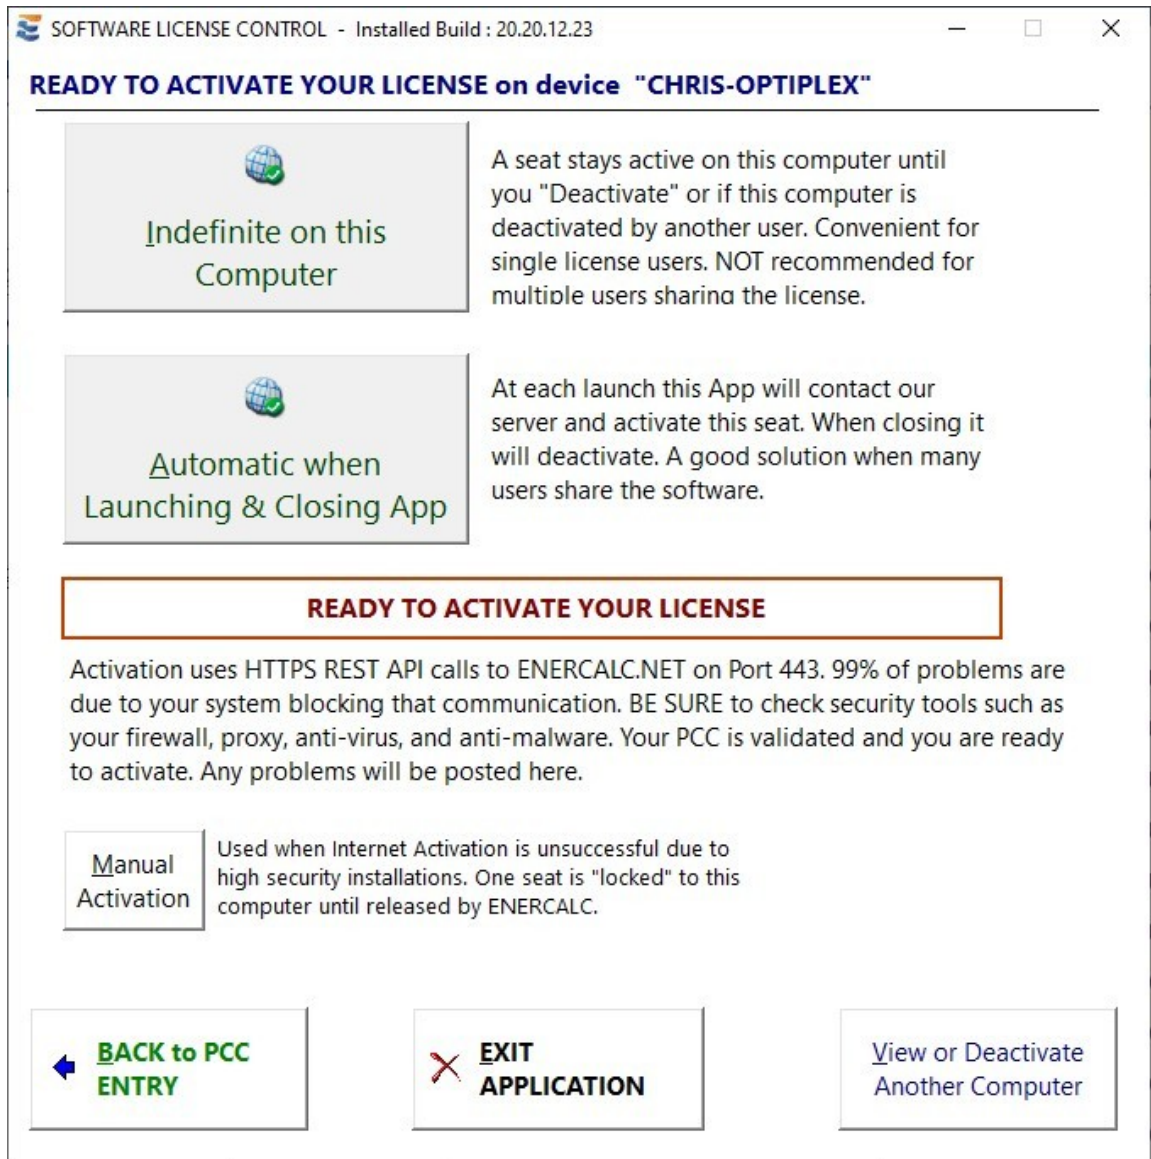 SOFTWARE LICENSE CONTROL - Installed Build : 20.20.12.23
READY TO ACTIVATE YOUR LICENSE on device "CHRIS-OPTIPLEX"
Indefinite on this
Computer
A seat stays active on this computer until
you "Deactivate" or if this computer is
deactivated by another user. Convenient for
single license users. NOT recommended for
multiple users sharing the license.
Automatic when
Launching & Closing App
At each launch this App will contact our
server and activate this seat. When closing it
will deactivate. A good solution when many
users share the software.
READY TO ACTIVATE YOUR LICENSE
Activation uses HTTPS REST API calls to ENERCALC.NET on Port 443. 99% of problems are
due to your system blocking that communication. BE SURE to check security tools such as
your firewall, proxy, anti-virus, and anti-malware. Your PCC is validated and you are ready
to activate. Any problems will be posted here.
Manual
Activation
Used when Internet Activation is unsuccessful due to
high security installations. One seat is "locked" to this
computer until released by ENERCALC.
BACK to PCC
ENTRY
EXIT
APPLICATION
View or Deactivate
Another Computer